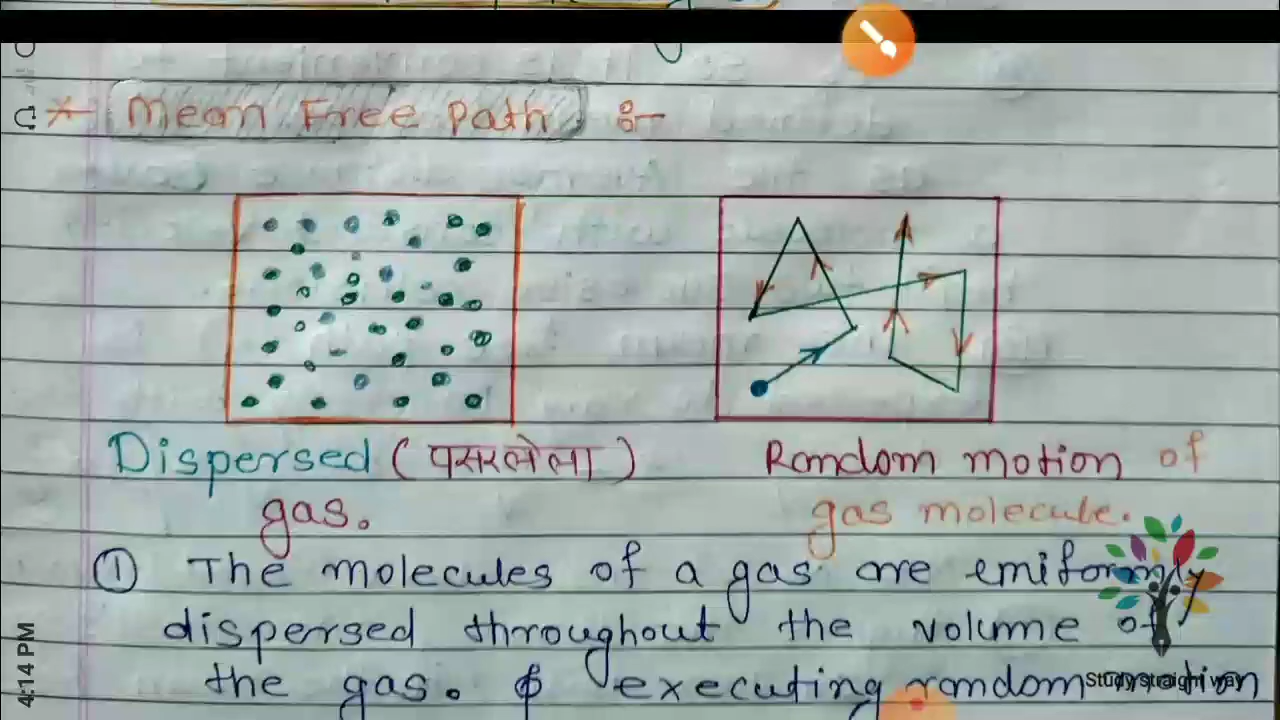 * Mean Free Path :-
Dispersed (पसरलेला) gas.
Random motion of gas molecule.
① The molecules of a gas are emiformly
dispersed throughout the volume of
the gas. & executing random motion
Study straight way
4:14 PM